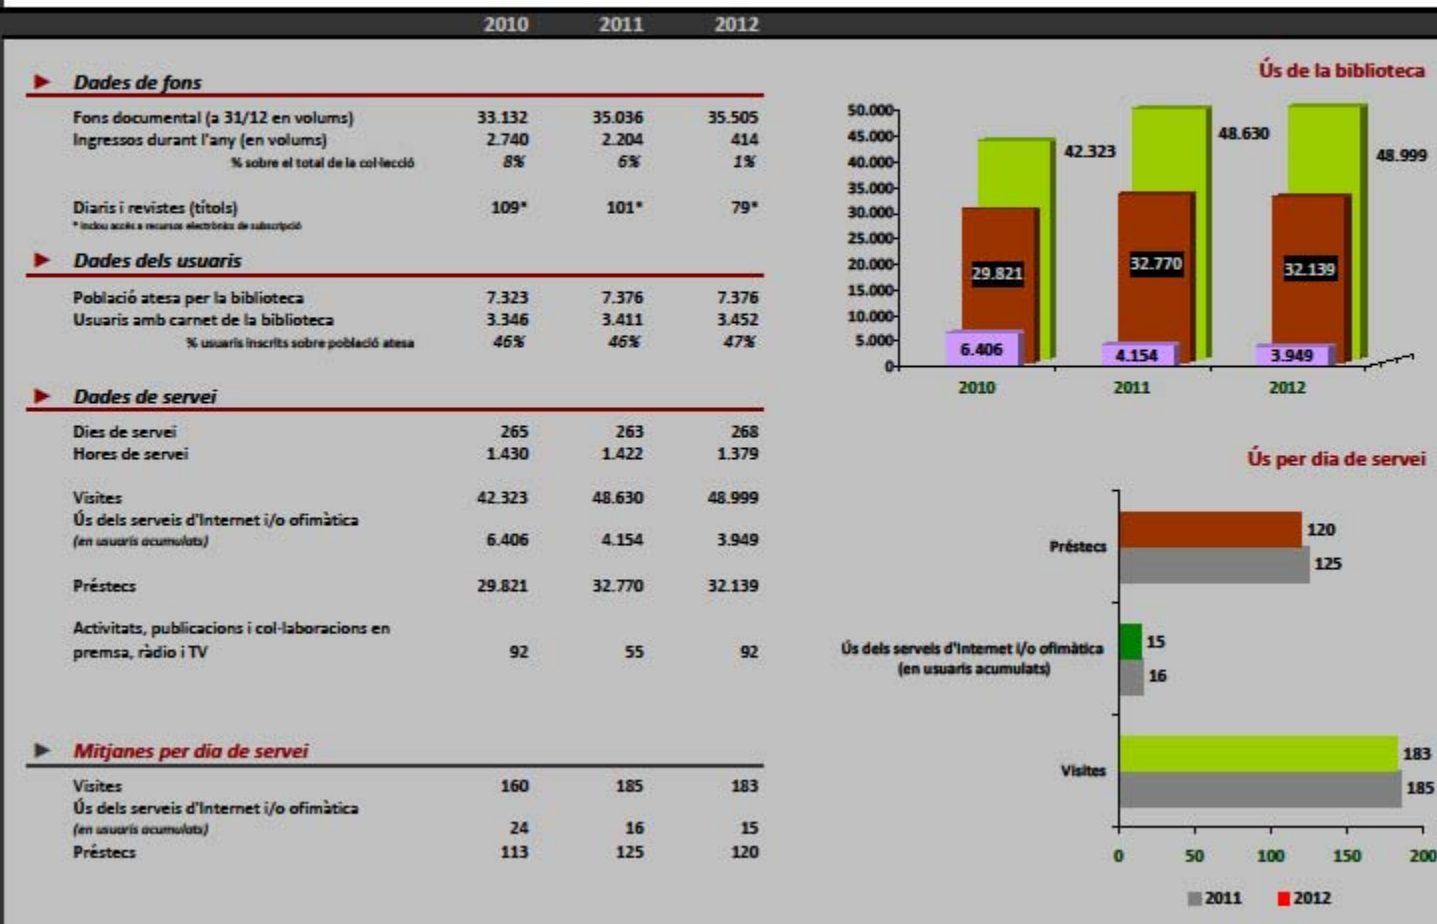 2010 2011 2012
Dades de fons
Fons documental (a 31/12 en volums) 33.132 35.036 35.505
Ingressos durant l'any (en volums) 2.740 2.204 414
% sobre el total de la col·lecció 8% 6% 1%
Diaris i revistes (títols) 109* 101* 79*
* Inclou accés a recursos electrònics de subscripció
Dades dels usuaris
Població atesa per la biblioteca 7.323 7.376 7.376
Usuaris amb carnet de la biblioteca 3.346 3.411 3.452
% usuaris inscrits sobre població atesa 46% 46% 47%
Dades de servei
Dies de servei 265 263 268
Hores de servei 1.430 1.422 1.379
Visites 42.323 48.630 48.999
Ús dels serveis d'Internet i/o ofimàtica
(en usuaris acumulats) 6.406 4.154 3.949
Préstecs 29.821 32.770 32.139
Activitats, publicacions i col·laboracions en
premsa, ràdio i TV 92 55 92
Mitjanes per dia de servei
Visites 160 185 183
Ús dels serveis d'Internet i/o ofimàtica
(en usuaris acumulats) 24 16 15
Préstecs 113 125 120
Ús de la biblioteca
50.000
45.000
40.000
35.000
30.000
25.000
20.000
15.000
10.000
5.000
0
42.323 48.630 48.999
29.821 32.770 32.139
6.406 4.154 3.949
2010 2011 2012
Ús per dia de servei
Préstecs 120
125
Ús dels serveis d'Internet i/o ofimàtica 15
(en usuaris acumulats) 16
Visites 183
185
0 50 100 150 200
2011 2012